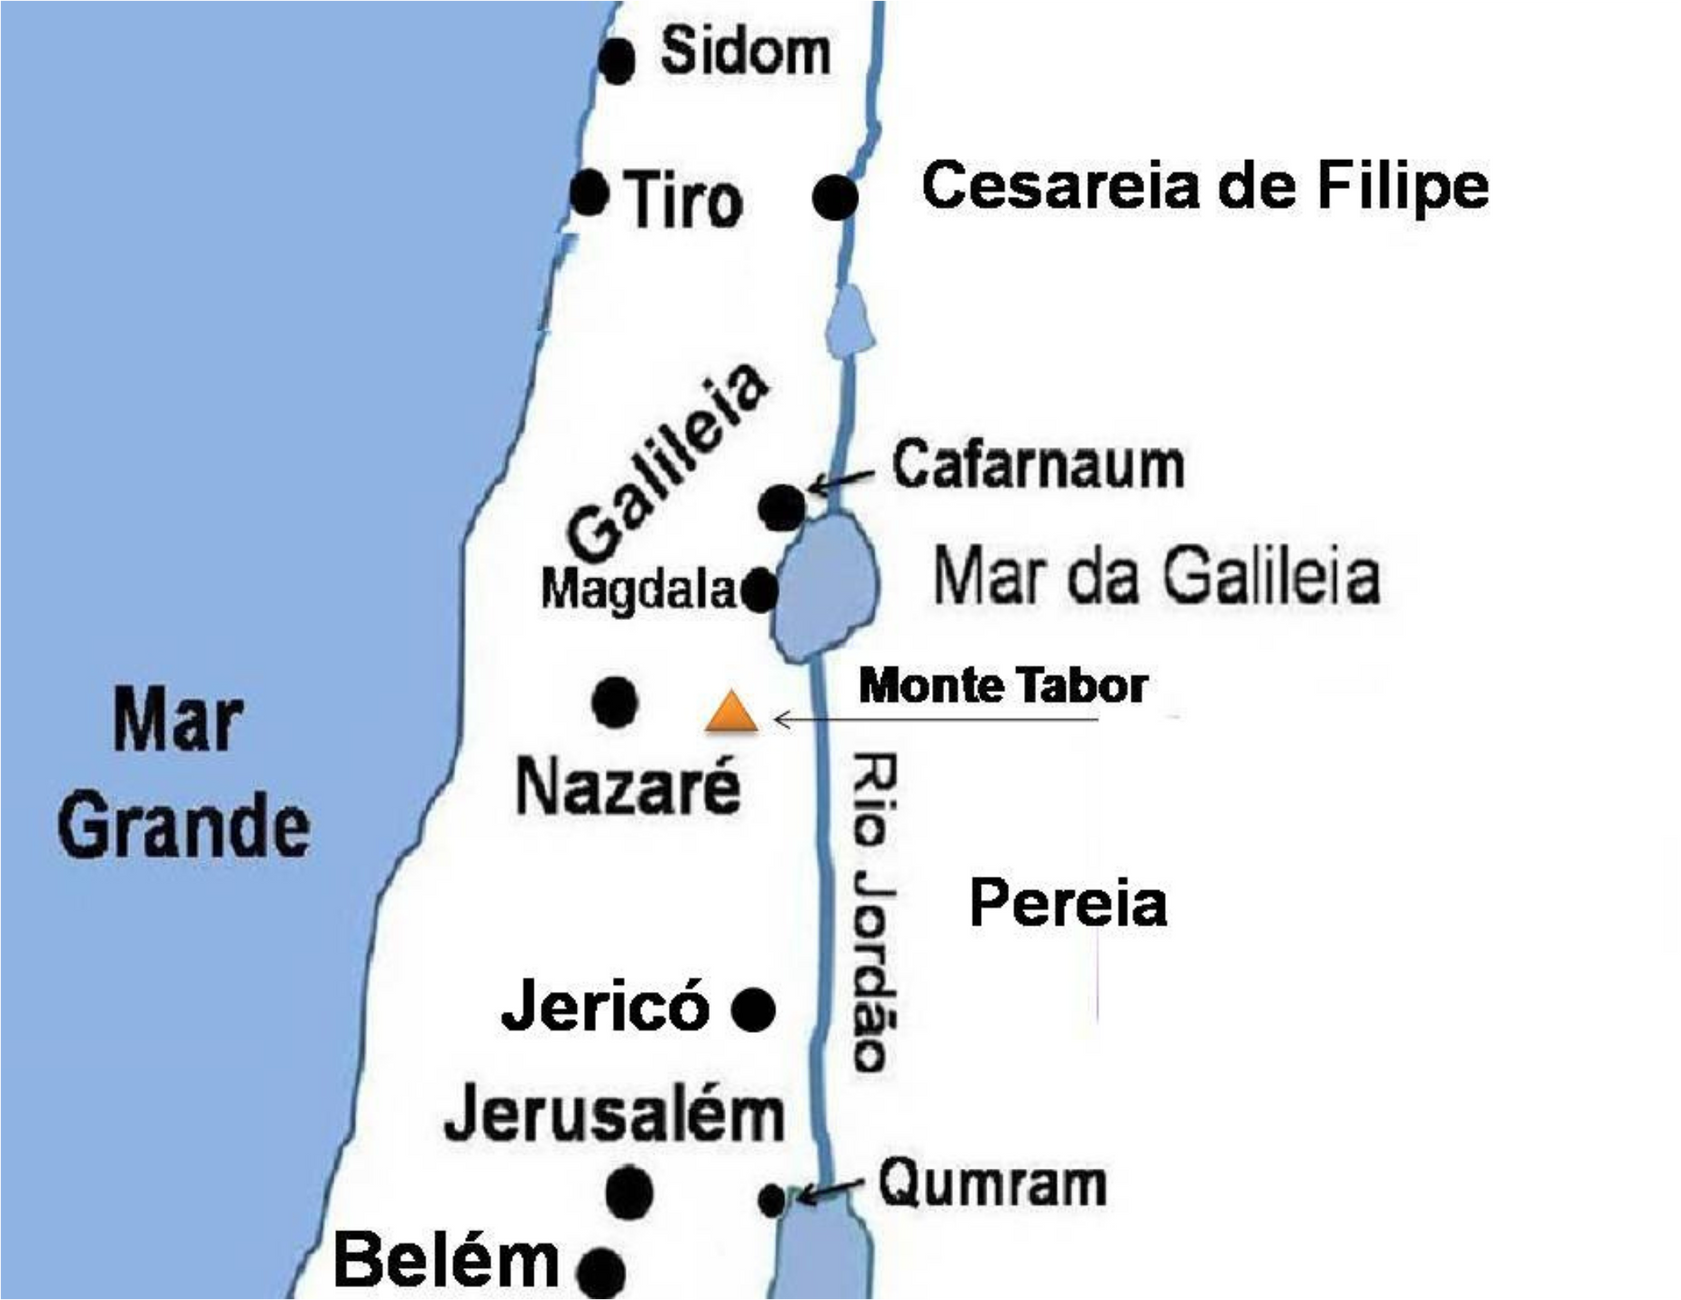 Sidom
Tiro
Cesareia de Filipe
Galileia
Cafarnaum
Magdala
Mar da Galileia
Monte Tabor
Mar
Grande
Nazaré
Rio Jordão
Pereia
Jericó
Jerusalém
Qumram
Belém